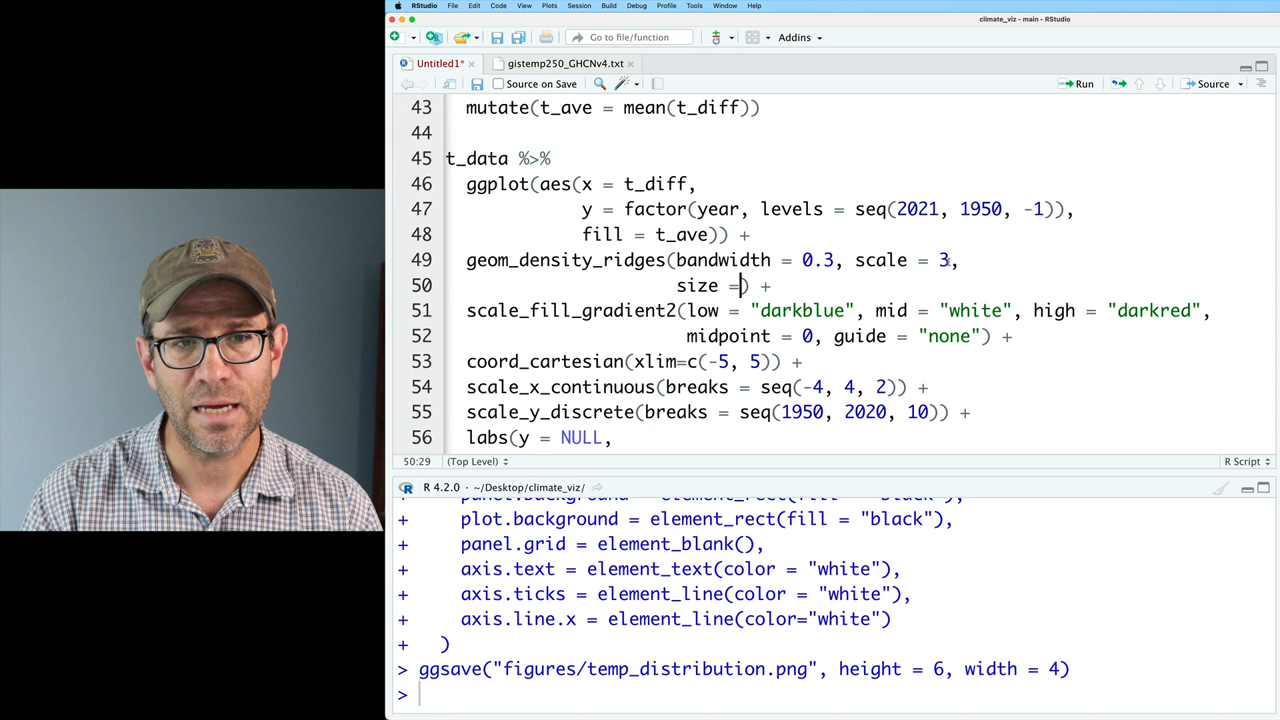 RStudio File Edit Code View Plots Session Build Debug Profile Tools Window Help
climate_viz - main - RStudio
Go to file/function Addins
Untitled1* gistemp250_GHCNv4.txt
Source on Save Run Source
43 mutate(t_ave = mean(t_diff))
44
45 t_data %>%
46 ggplot(aes(x = t_diff,
47 y = factor(year, levels = seq(2021, 1950, -1)),
48 fill = t_ave)) +
49 geom_density_ridges(bandwidth = 0.3, scale = 3,
50 size =) +
51 scale_fill_gradient2(low = "darkblue", mid = "white", high = "darkred",
52 midpoint = 0, guide = "none") +
53 coord_cartesian(xlim=c(-5, 5)) +
54 scale_x_continuous(breaks = seq(-4, 4, 2)) +
55 scale_y_discrete(breaks = seq(1950, 2020, 10)) +
56 labs(y = NULL,
50:29 (Top Level) R Script
R 4.2.0 · ~/Desktop/climate_viz/
+ panel.background = element_rect(fill = "black"),
+ plot.background = element_rect(fill = "black"),
+ panel.grid = element_blank(),
+ axis.text = element_text(color = "white"),
+ axis.ticks = element_line(color = "white"),
+ axis.line.x = element_line(color="white")
+ )
> ggsave("figures/temp_distribution.png", height = 6, width = 4)
>